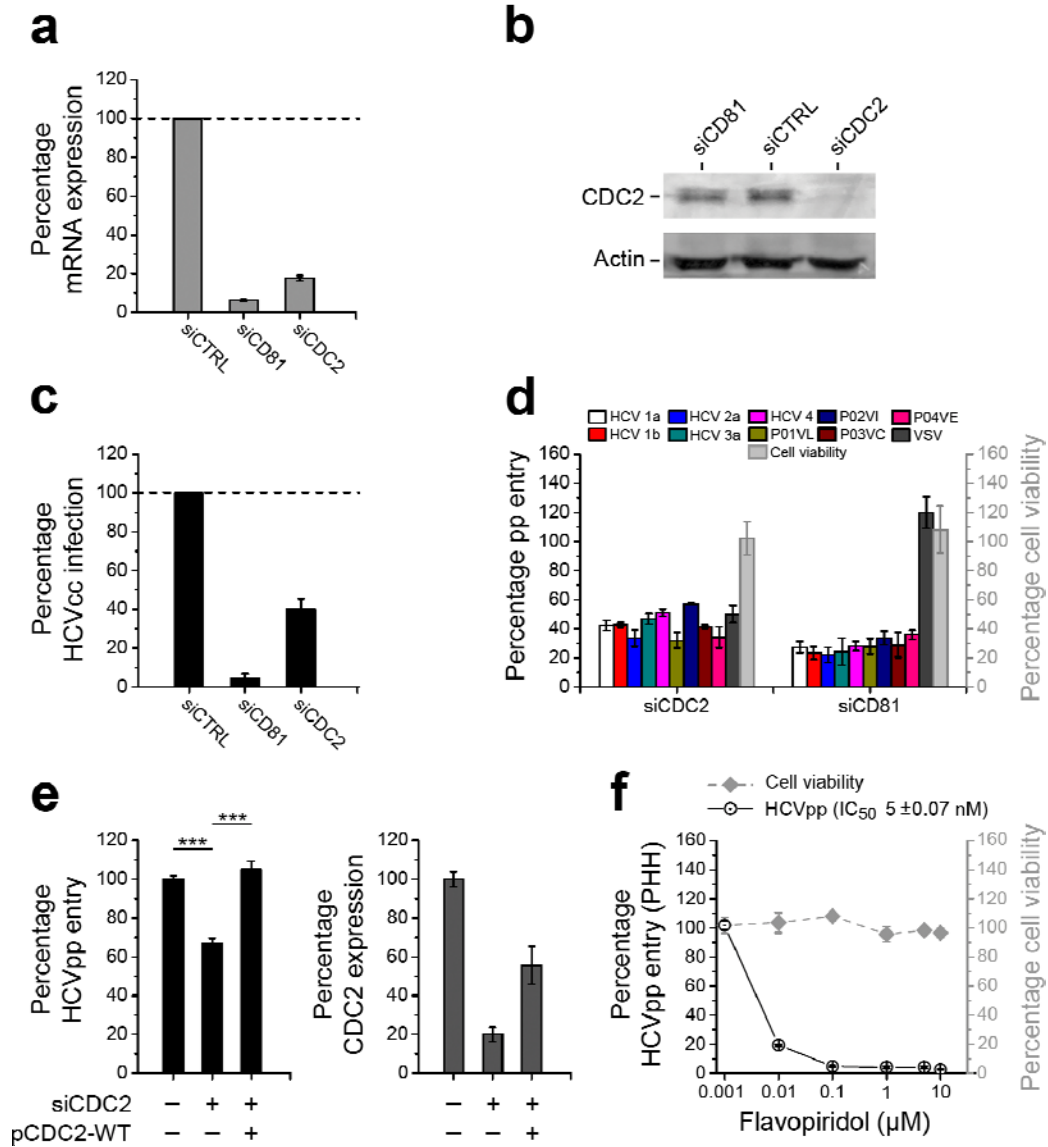 a
Percentage
mRNA expression
120
100
80
60
40
20
0
siCTRL
siCD81
siCDC2
b
siCD81
siCTRL
siCDC2
CDC2
Actin
c
Percentage
HCVcc infection
120
100
80
60
40
20
0
siCTRL
siCD81
siCDC2
d
HCV 1a HCV 2a HCV 4 P02VI P04VE
HCV 1b HCV 3a P01VL P03VC VSV
Cell viability
Percentage pp entry
160
140
120
100
80
60
40
20
0
siCDC2 siCD81
160
140
120
100
80
60
40
20
0
Percentage cell viability
e
*** ***
Percentage
HCVpp entry
120
100
80
60
40
20
0
siCDC2 – + +
pCDC2-WT – – +
Percentage
CDC2 expression
120
100
80
60
40
20
0
– + +
– – +
f
Cell viability
HCVpp (IC50 5 ±0.07 nM)
Percentage
HCVpp entry (PHH)
160
140
120
100
80
60
40
20
0
0.001 0.01 0.1 1 10
Flavopiridol (µM)
160
140
120
100
80
60
40
20
0
Percentage cell viability